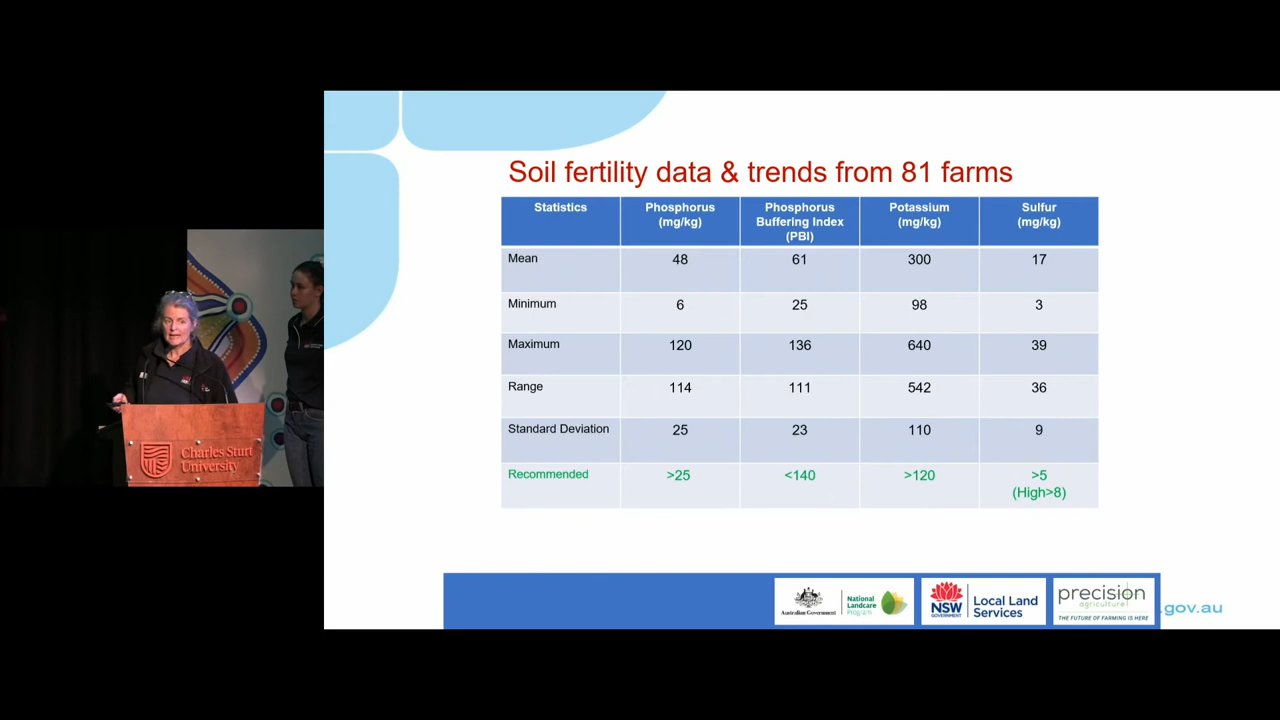 Soil fertility data & trends from 81 farms
Statistics
Phosphorus
(mg/kg)
Phosphorus
Buffering Index
(PBI)
Potassium
(mg/kg)
Sulfur
(mg/kg)
Mean 48 61 300 17
Minimum 6 25 98 3
Maximum 120 136 640 39
Range 114 111 542 36
Standard Deviation 25 23 110 9
Recommended >25 <140 >120 >5
(High>8)
Charles Sturt
University
Australian Government
National
Landcare
Program
NSW
GOVERNMENT
Local Land
Services
precision
agriculture
THE FUTURE OF FARMING IS HERE
.gov.au